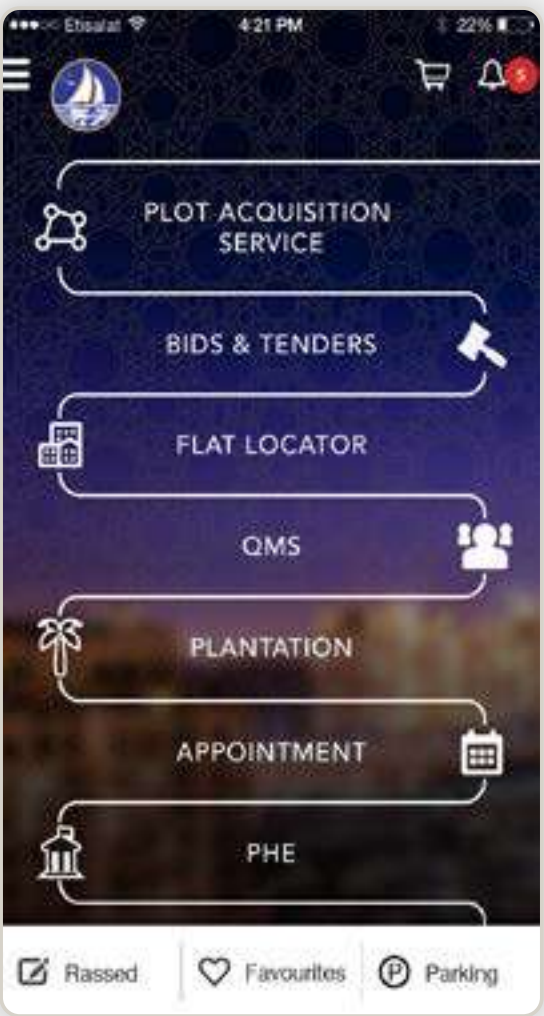 Etisalat 4:21 PM 22%
5
PLOT ACQUISITION
SERVICE
BIDS & TENDERS
FLAT LOCATOR
QMS
PLANTATION
APPOINTMENT
PHE
Rassed Favourites P Parking